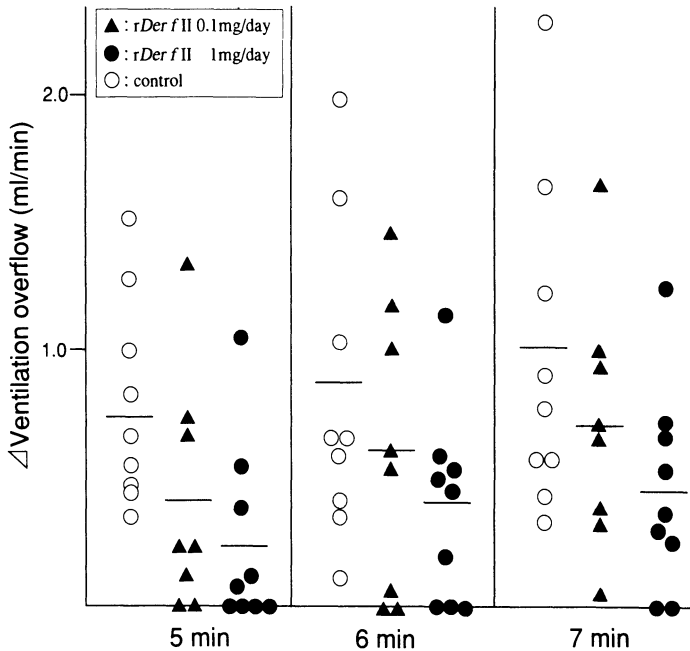 ▲ : rDer f II 0.1mg/day
● : rDer f II 1mg/day
○ : control
2.0
1.0
⊿Ventilation overflow (ml/min)
5 min
6 min
7 min